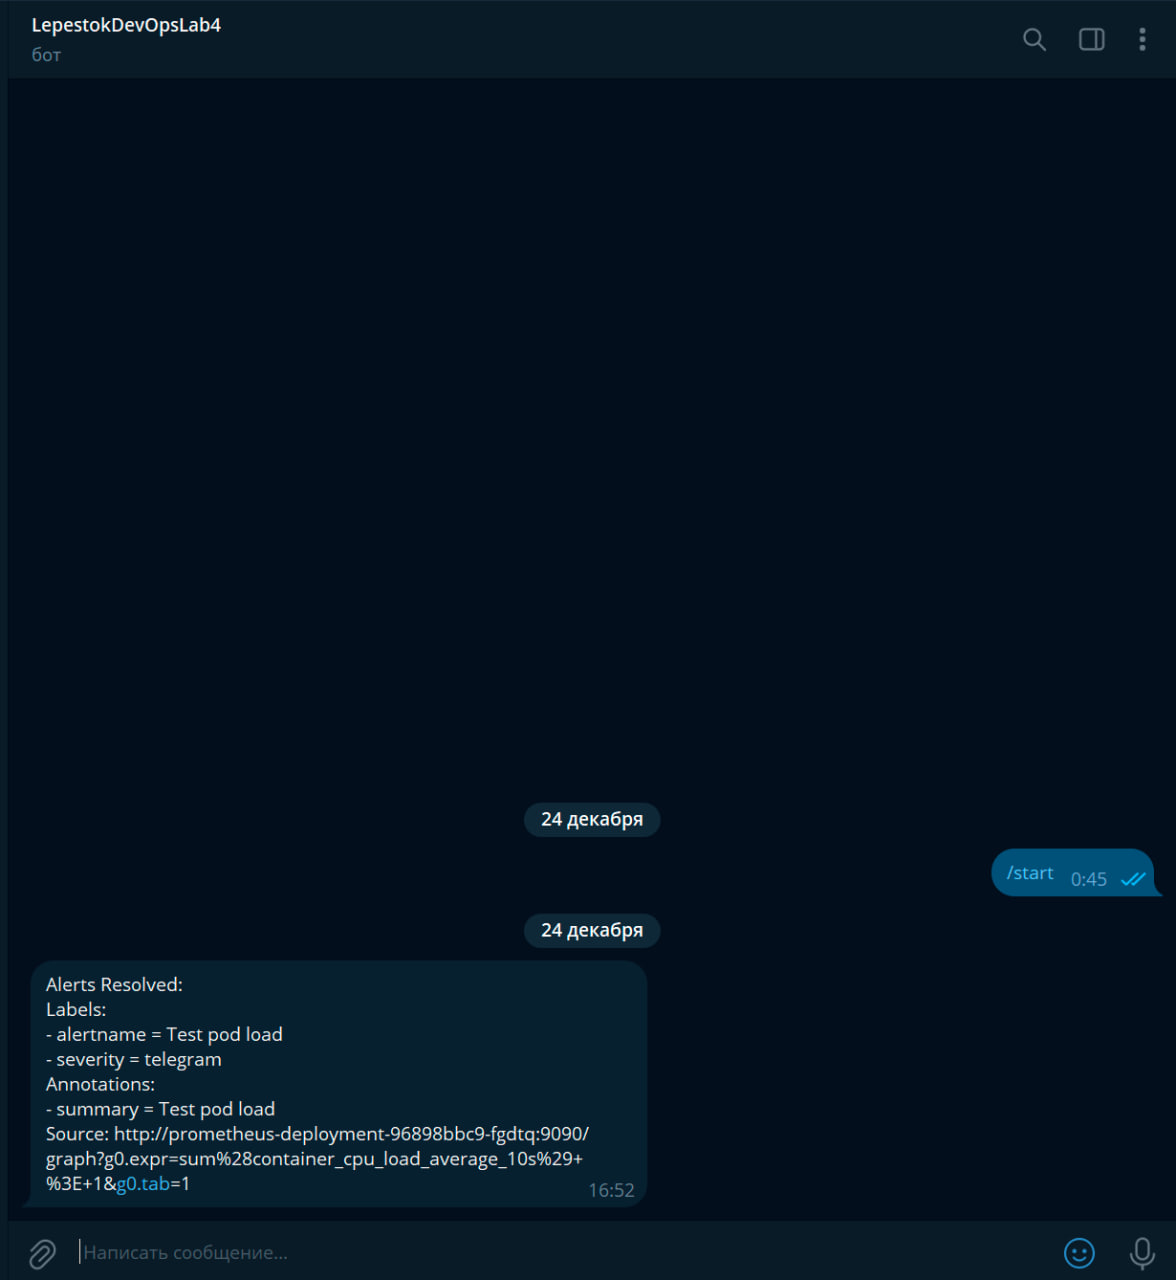 LepestokDevOpsLab4
бот
24 декабря
/start 0:45
24 декабря
Alerts Resolved:
Labels:
- alertname = Test pod load
- severity = telegram
Annotations:
- summary = Test pod load
Source: http://prometheus-deployment-96898bbc9-fgdtq:9090/
graph?g0.expr=sum%28container_cpu_load_average_10s%29+
%3E+1&g0.tab=1
16:52
Написать сообщение...